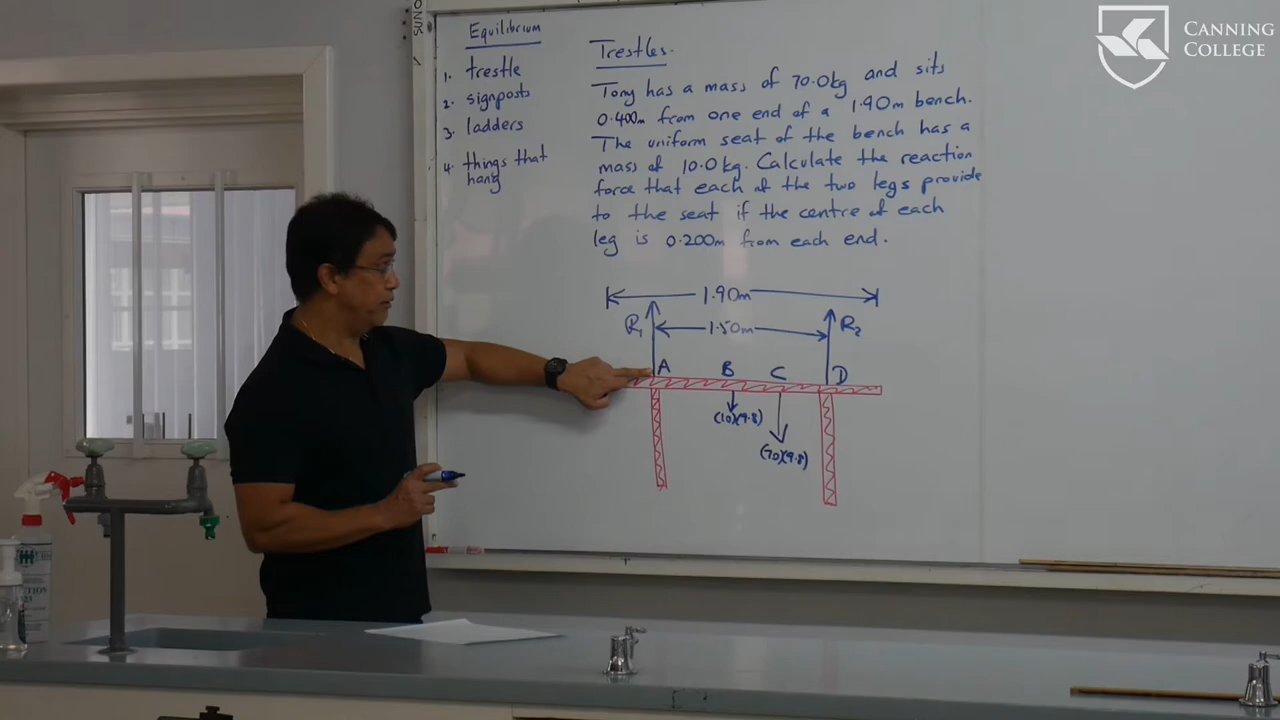 CANNING
COLLEGE
Equilibrium
1. trestle
2. signposts
3. ladders
4. things that
hang
Trestles.
Tony has a mass of 70.0kg and sits
0.400m from one end of a 1.90m bench.
The uniform seat of the bench has a
mass of 10.0kg. Calculate the reaction
force that each of the two legs provide
to the seat if the centre of each
leg is 0.200m from each end.
1.90m
R₁ 1.50m R₂
A B C D
(10)(9.8)
(70)(9.8)